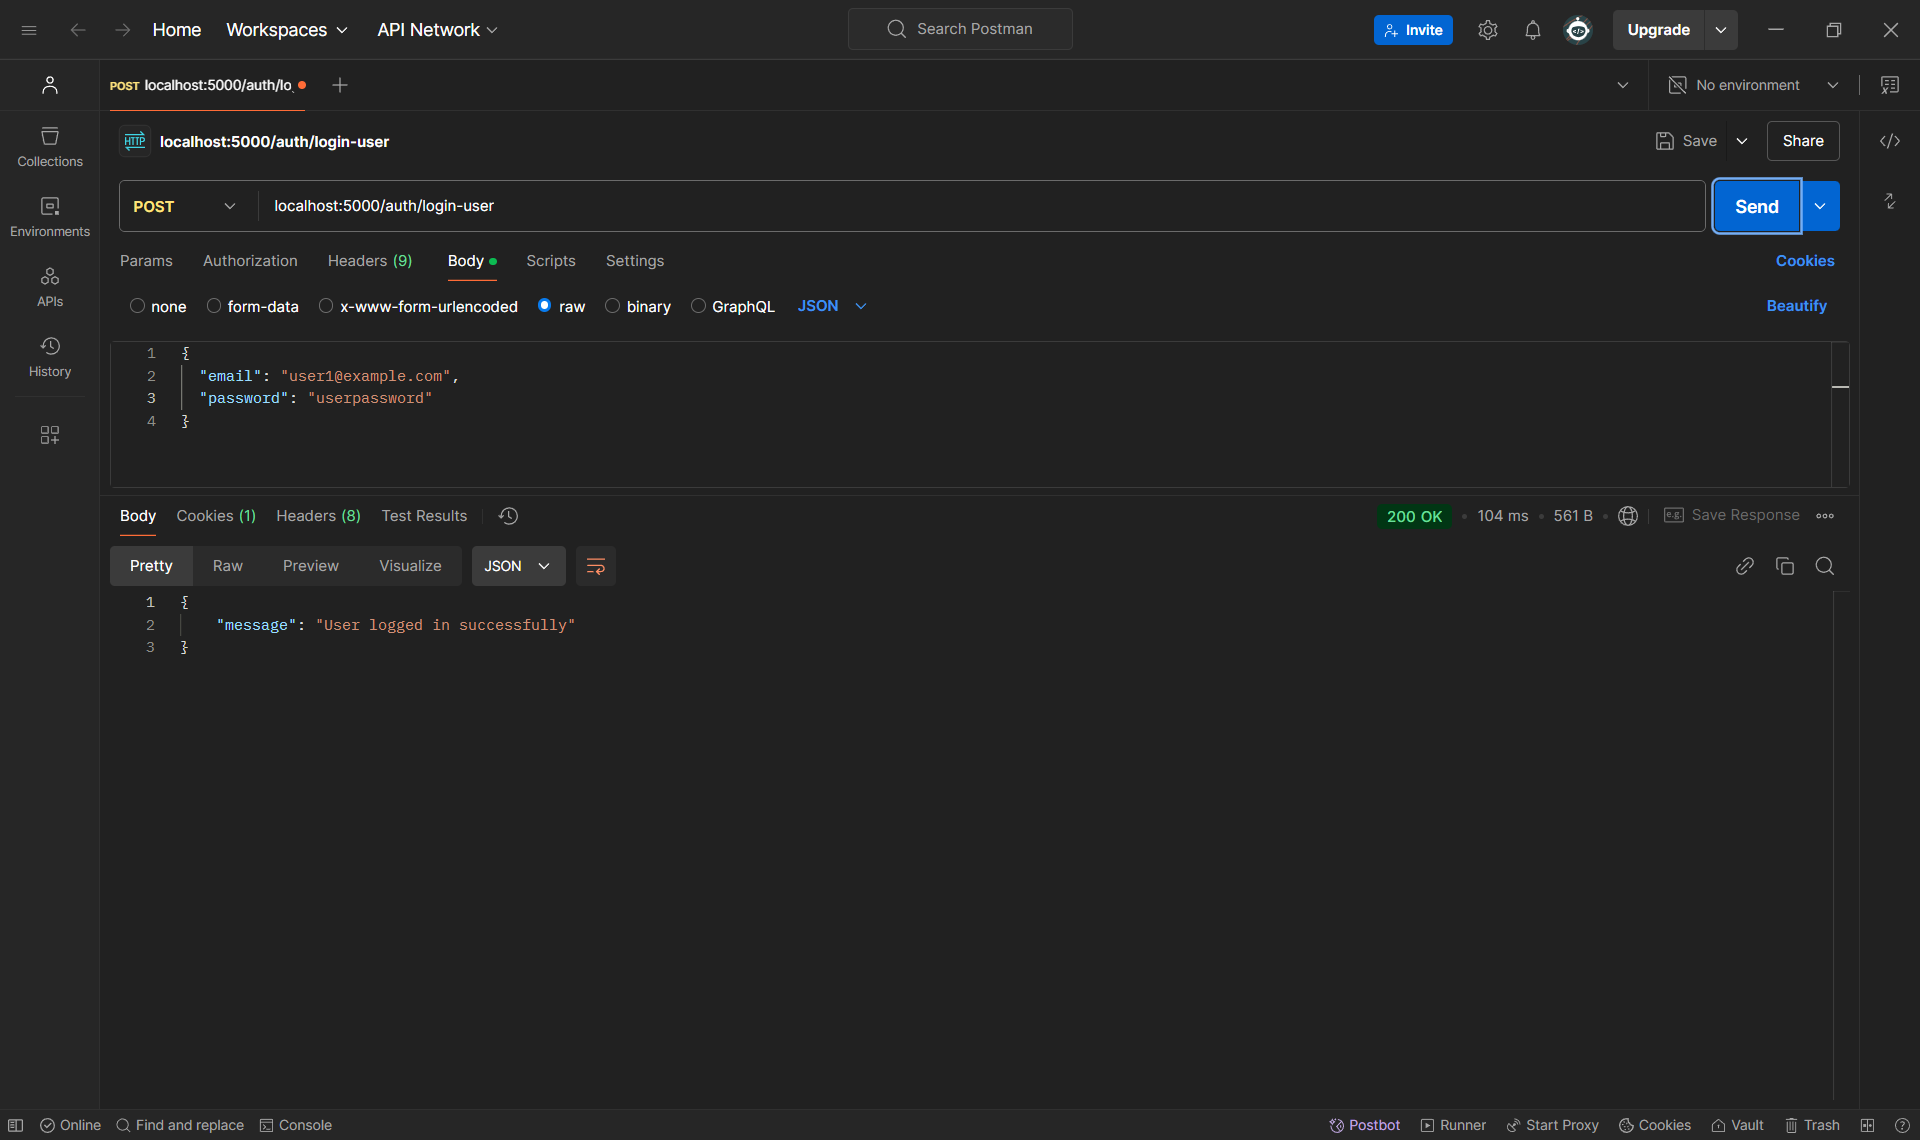 Home Workspaces API Network Search Postman Invite Upgrade
POST localhost:5000/auth/lo No environment
HTTP localhost:5000/auth/login-user Save Share
Collections
POST localhost:5000/auth/login-user Send
Environments
Params Authorization Headers (9) Body Scripts Settings Cookies
APIs
none form-data x-www-form-urlencoded raw binary GraphQL JSON Beautify
History
1 {
2 "email": "user1@example.com",
3 "password": "userpassword"
4 }
Body Cookies (1) Headers (8) Test Results 200 OK • 104 ms • 561 B • e.g. Save Response
Pretty Raw Preview Visualize JSON
1 {
2 "message": "User logged in successfully"
3 }
Online Find and replace Console Postbot Runner Start Proxy Cookies Vault Trash